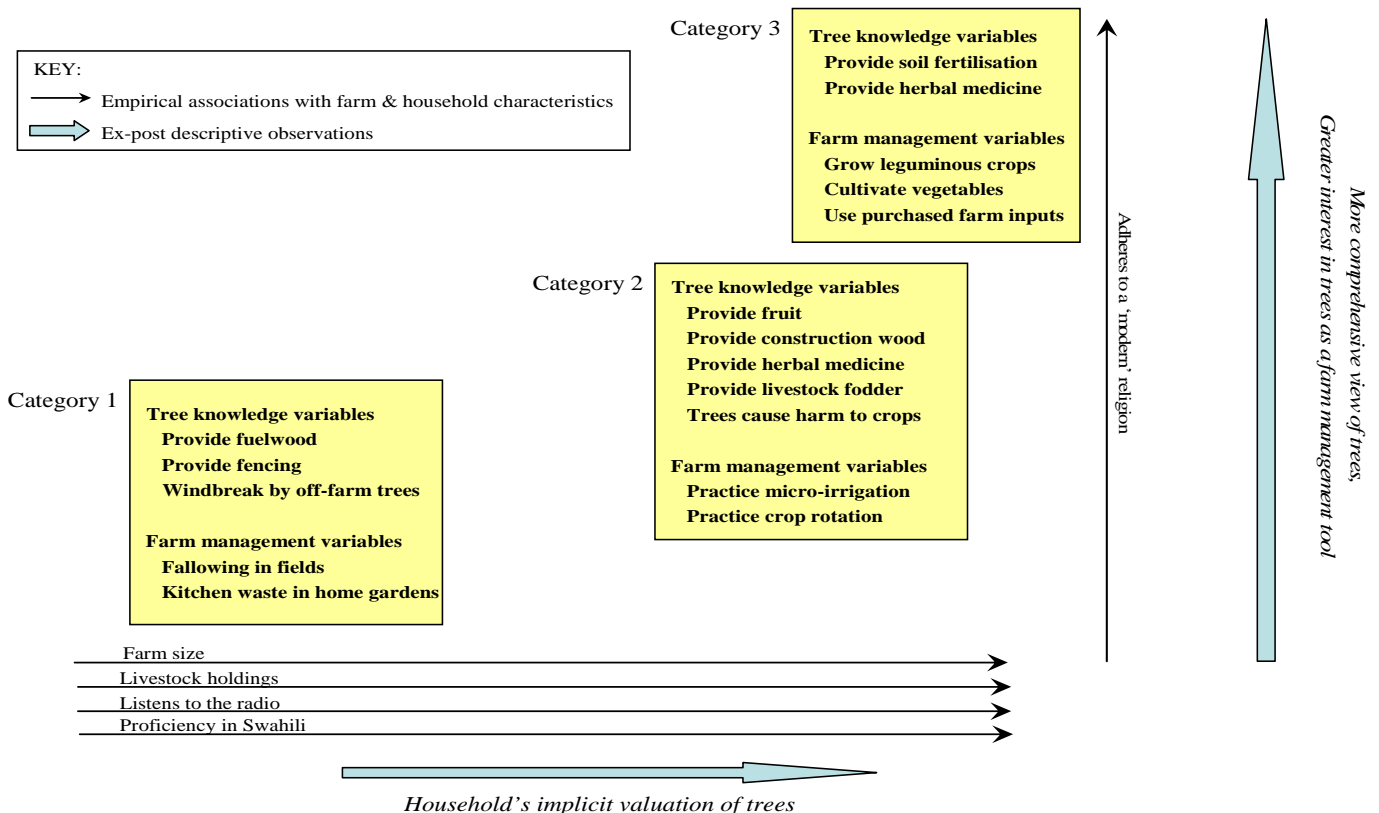 KEY:
Empirical associations with farm & household characteristics
Ex-post descriptive observations
Category 3
Tree knowledge variables
Provide soil fertilisation
Provide herbal medicine
Farm management variables
Grow leguminous crops
Cultivate vegetables
Use purchased farm inputs
Category 2
Tree knowledge variables
Provide fruit
Provide construction wood
Provide herbal medicine
Provide livestock fodder
Trees cause harm to crops
Farm management variables
Practice micro-irrigation
Practice crop rotation
Category 1
Tree knowledge variables
Provide fuelwood
Provide fencing
Windbreak by off-farm trees
Farm management variables
Fallowing in fields
Kitchen waste in home gardens
Adheres to a ‘modern’ religion
More comprehensive view of trees,
Greater interest in trees as a farm management tool
Farm size
Livestock holdings
Listens to the radio
Proficiency in Swahili
Household’s implicit valuation of trees